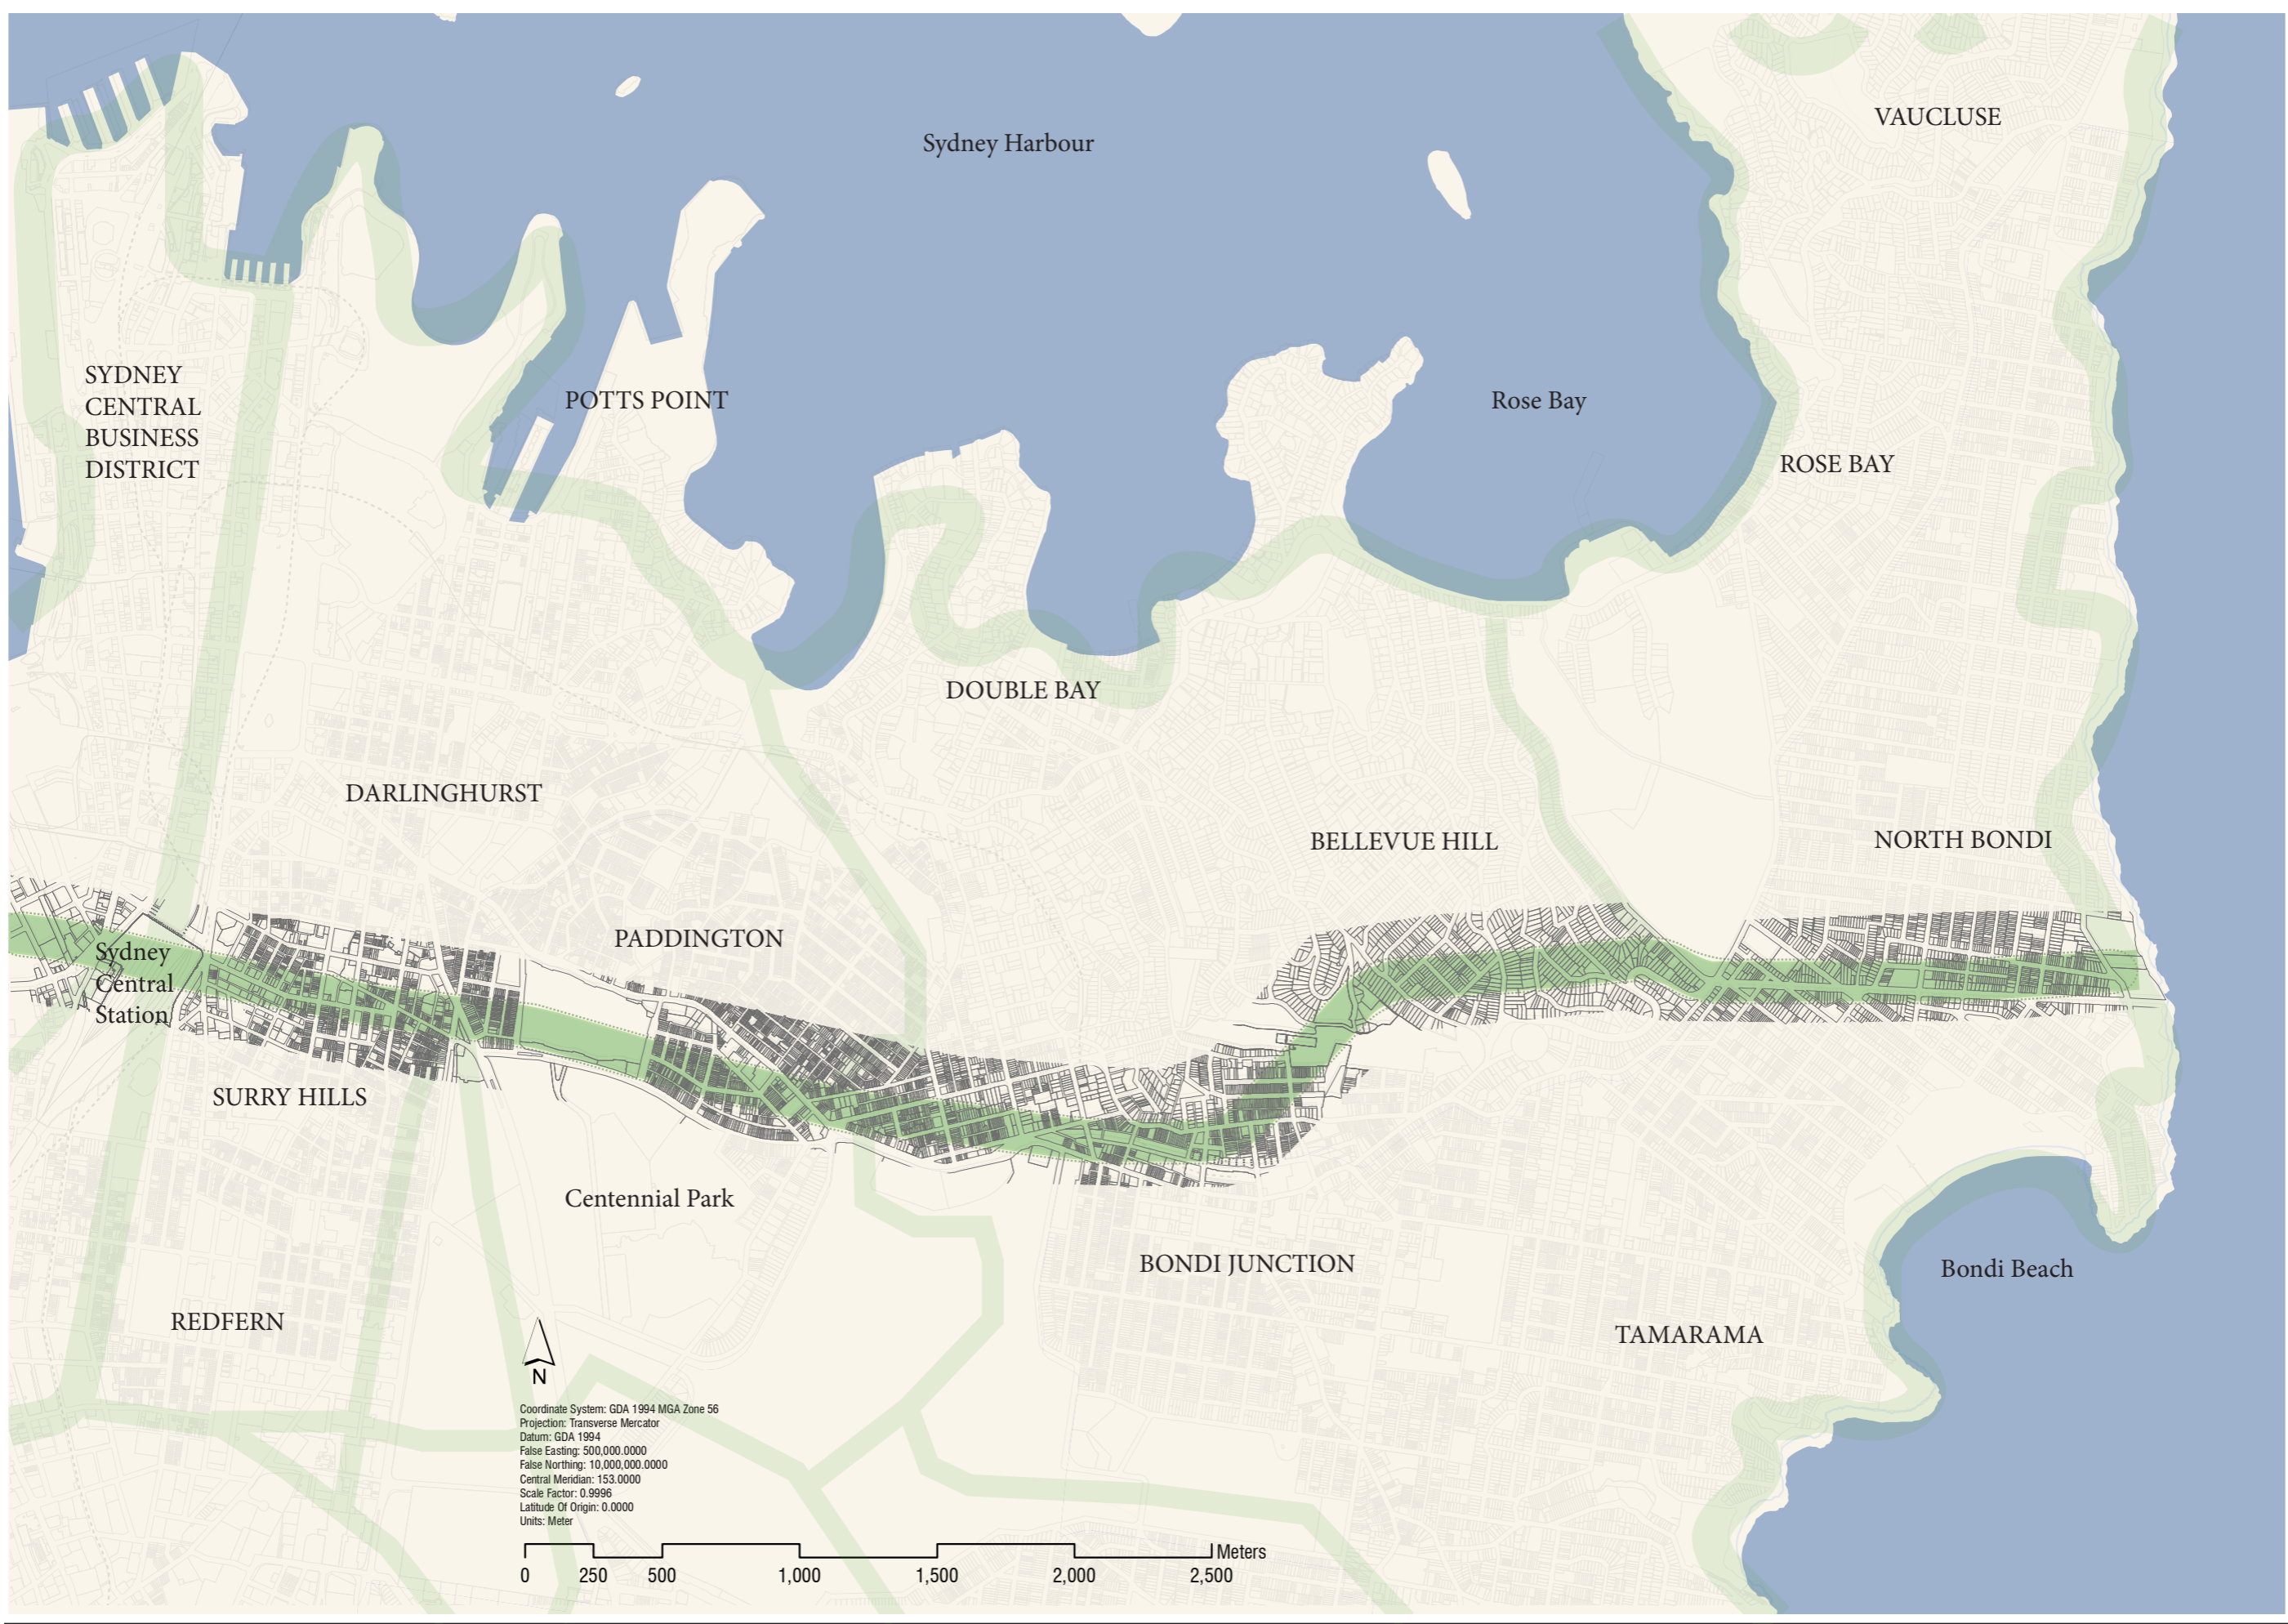 VAUCLUSE
Sydney Harbour
SYDNEY
CENTRAL
BUSINESS
DISTRICT
POTTS POINT
Rose Bay
ROSE BAY
DOUBLE BAY
DARLINGHURST
BELLEVUE HILL
NORTH BONDI
PADDINGTON
Sydney
Central
Station
SURRY HILLS
Centennial Park
BONDI JUNCTION
Bondi Beach
REDFERN
TAMARAMA
N
Coordinate System: GDA 1994 MGA Zone 56
Projection: Transverse Mercator
Datum: GDA 1994
False Easting: 500,000.0000
False Northing: 10,000,000.0000
Central Meridian: 153.0000
Scale Factor: 0.9996
Latitude Of Origin: 0.0000
Units: Meter
Meters
0 250 500 1,000 1,500 2,000 2,500